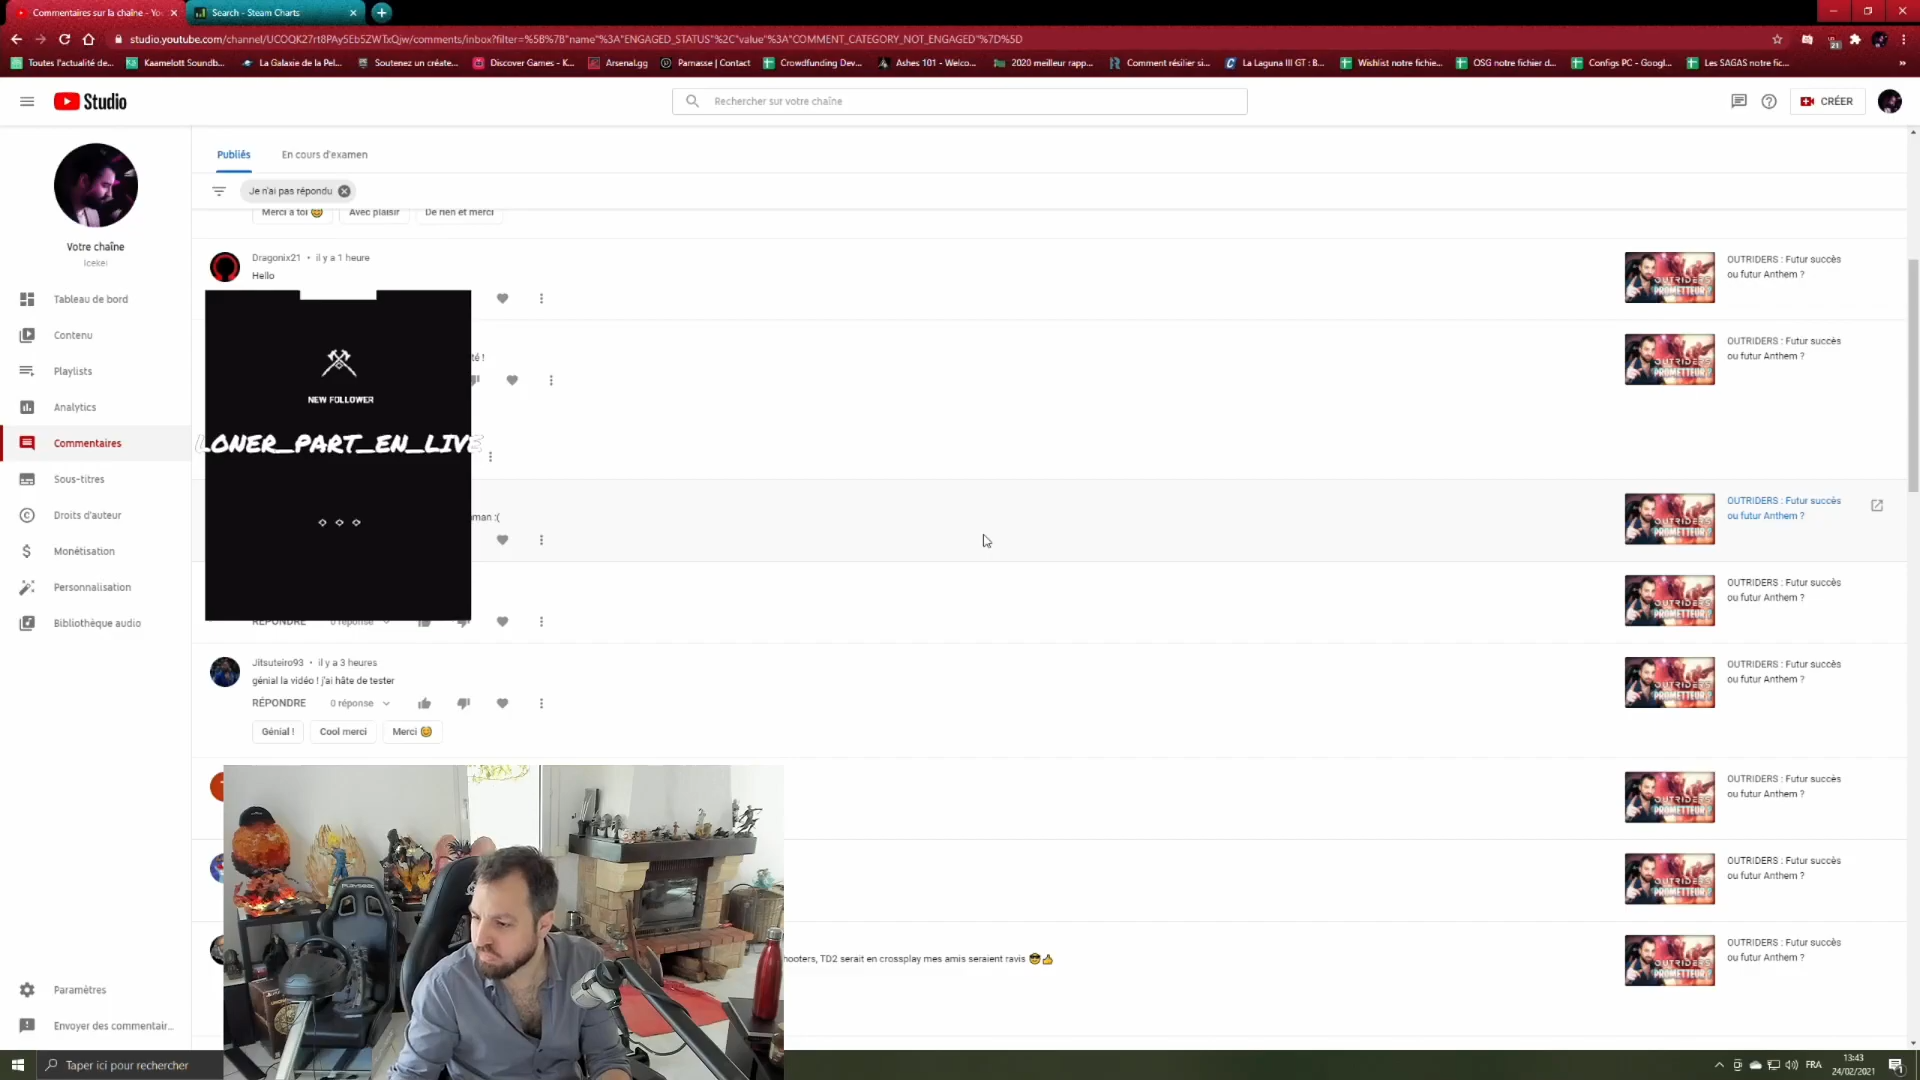 Commentaires sur la chaîne - Yo
Search - Steam Charts
studio.youtube.com/channel/UCOQK27rt8PAy5Eb5ZWTxQjw/comments/inbox?filter=%5B%7B"name"%3A"ENGAGED_STATUS"%2C"value"%3A"COMMENT_CATEGORY_NOT_ENGAGED"%7D%5D
21
Toutes l'actualité de...
Kaamelott Soundb...
La Galaxie de la Pel...
Soutenez un créate...
Discover Games - K...
Arsenal.gg
Parnasse | Contact
Crowdfunding Dev...
Ashes 101 - Welco...
2020 meilleur rapp...
Comment résilier si...
La Laguna III GT : B...
Wishlist notre fichie...
OSG notre fichier d...
Configs PC - Googl...
Les SAGAS notre fic...
Studio
Rechercher sur votre chaîne
CRÉER
Votre chaîne
Icekei
Tableau de bord
Contenu
Playlists
Analytics
Commentaires
Sous-titres
Droits d'auteur
Monétisation
Personnalisation
Bibliothèque audio
Paramètres
Envoyer des commentair...
Publiés
En cours d'examen
Je n'ai pas répondu
Merci à toi 😊
Avec plaisir
De rien et merci
Dragonix21 • il y a 1 heure
Hello
OUTRIDERS : Futur succès
ou futur Anthem ?
té !
OUTRIDERS : Futur succès
ou futur Anthem ?
NEW FOLLOWER
LONER_PART_EN_LIVE
man :(
OUTRIDERS : Futur succès
ou futur Anthem ?
RÉPONDRE 0 réponse
OUTRIDERS : Futur succès
ou futur Anthem ?
Jitsuteiro93 • il y a 3 heures
génial la vidéo ! j'ai hâte de tester
RÉPONDRE 0 réponse
Génial !
Cool merci
Merci 😊
OUTRIDERS : Futur succès
ou futur Anthem ?
OUTRIDERS : Futur succès
ou futur Anthem ?
OUTRIDERS : Futur succès
ou futur Anthem ?
hooters, TD2 serait en crossplay mes amis seraient ravis 😎👍
OUTRIDERS : Futur succès
ou futur Anthem ?
OUTRIDERS
PROMETTEUR?
Taper ici pour rechercher
FRA
13:43
24/02/2021